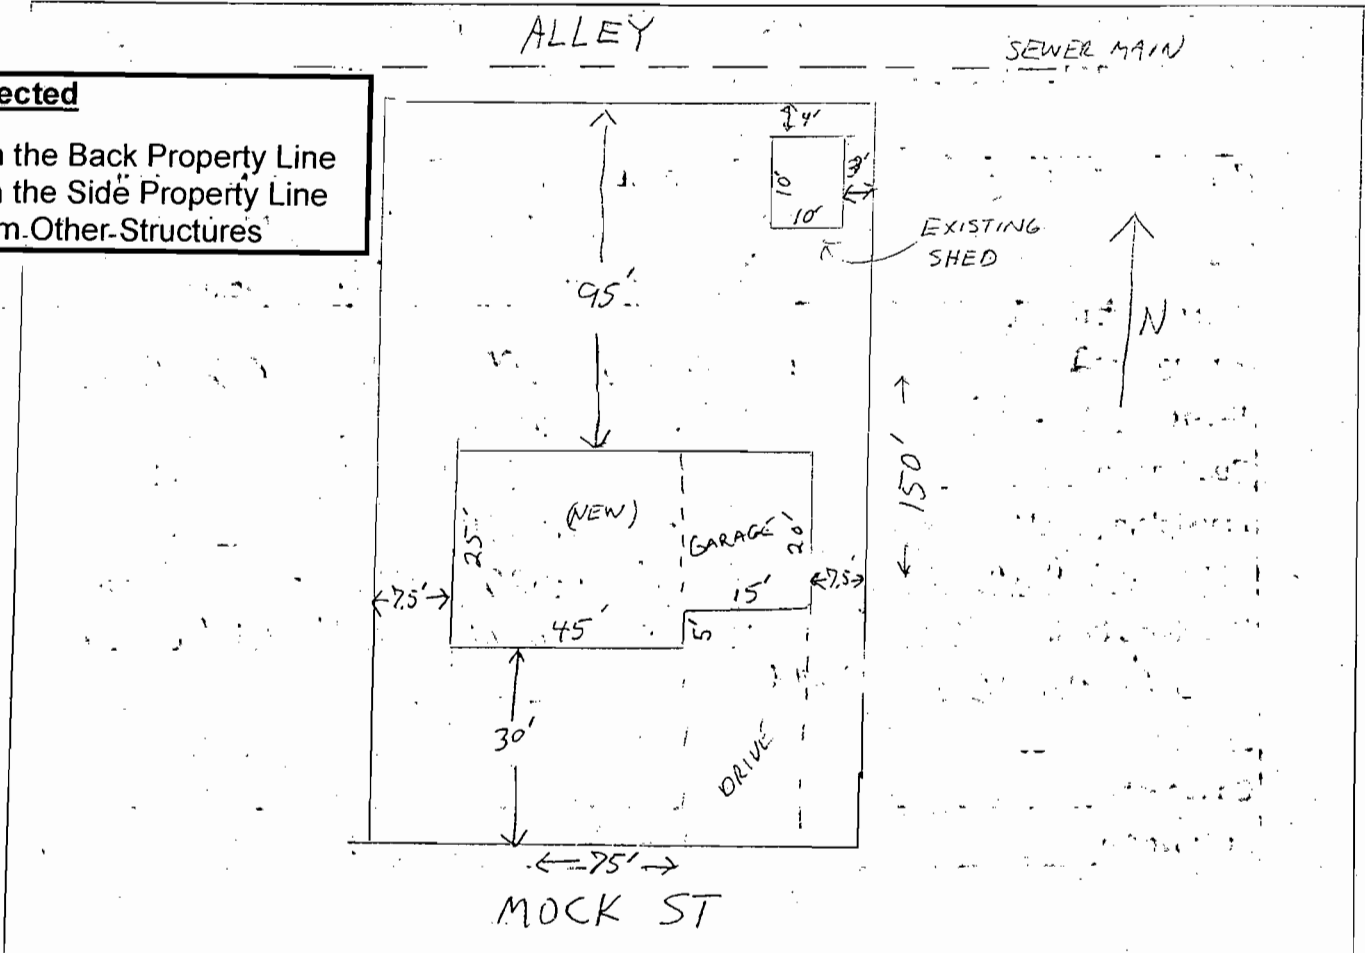 ALLEY
SEWER MAIN
ected
the Back Property Line
the Side Property Line
Other Structures
4'
10'
3'
10'
EXISTING
SHED
95'
N
150'
(NEW)
25'
GARAGE
20'
7.5'
7.5'
15'
45'
5'
30'
DRIVE
75'
MOCK ST